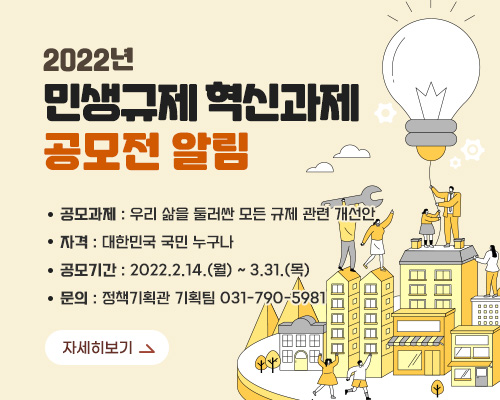 2022년
민생규제 혁신과제
공모전 알림
• 공모과제 : 우리 삶을 둘러싼 모든 규제 관련 개선안
• 자격 : 대한민국 국민 누구나
• 공모기간 : 2022.2.14.(월) ~ 3.31.(목)
• 문의 : 정책기획관 기획팀 031-790-5981
자세히보기